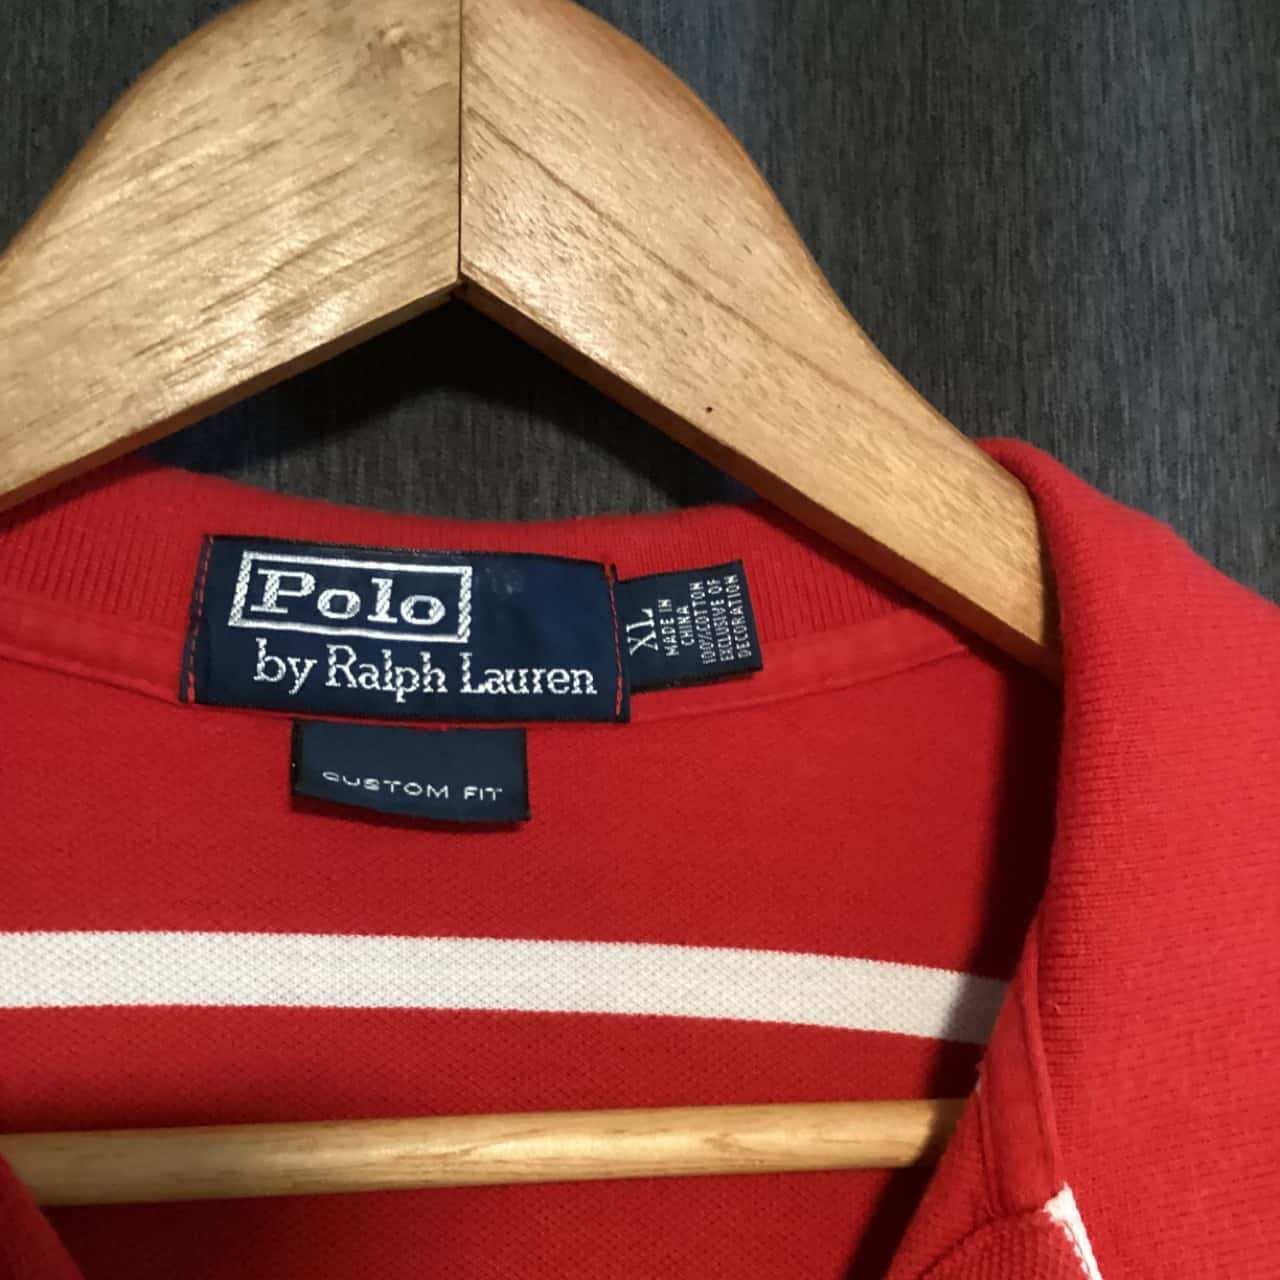 Polo
by Ralph Lauren
XL
MADE IN
CHINA
100%COTTON
EXCLUSIVE OF
DECORATION
CUSTOM FIT